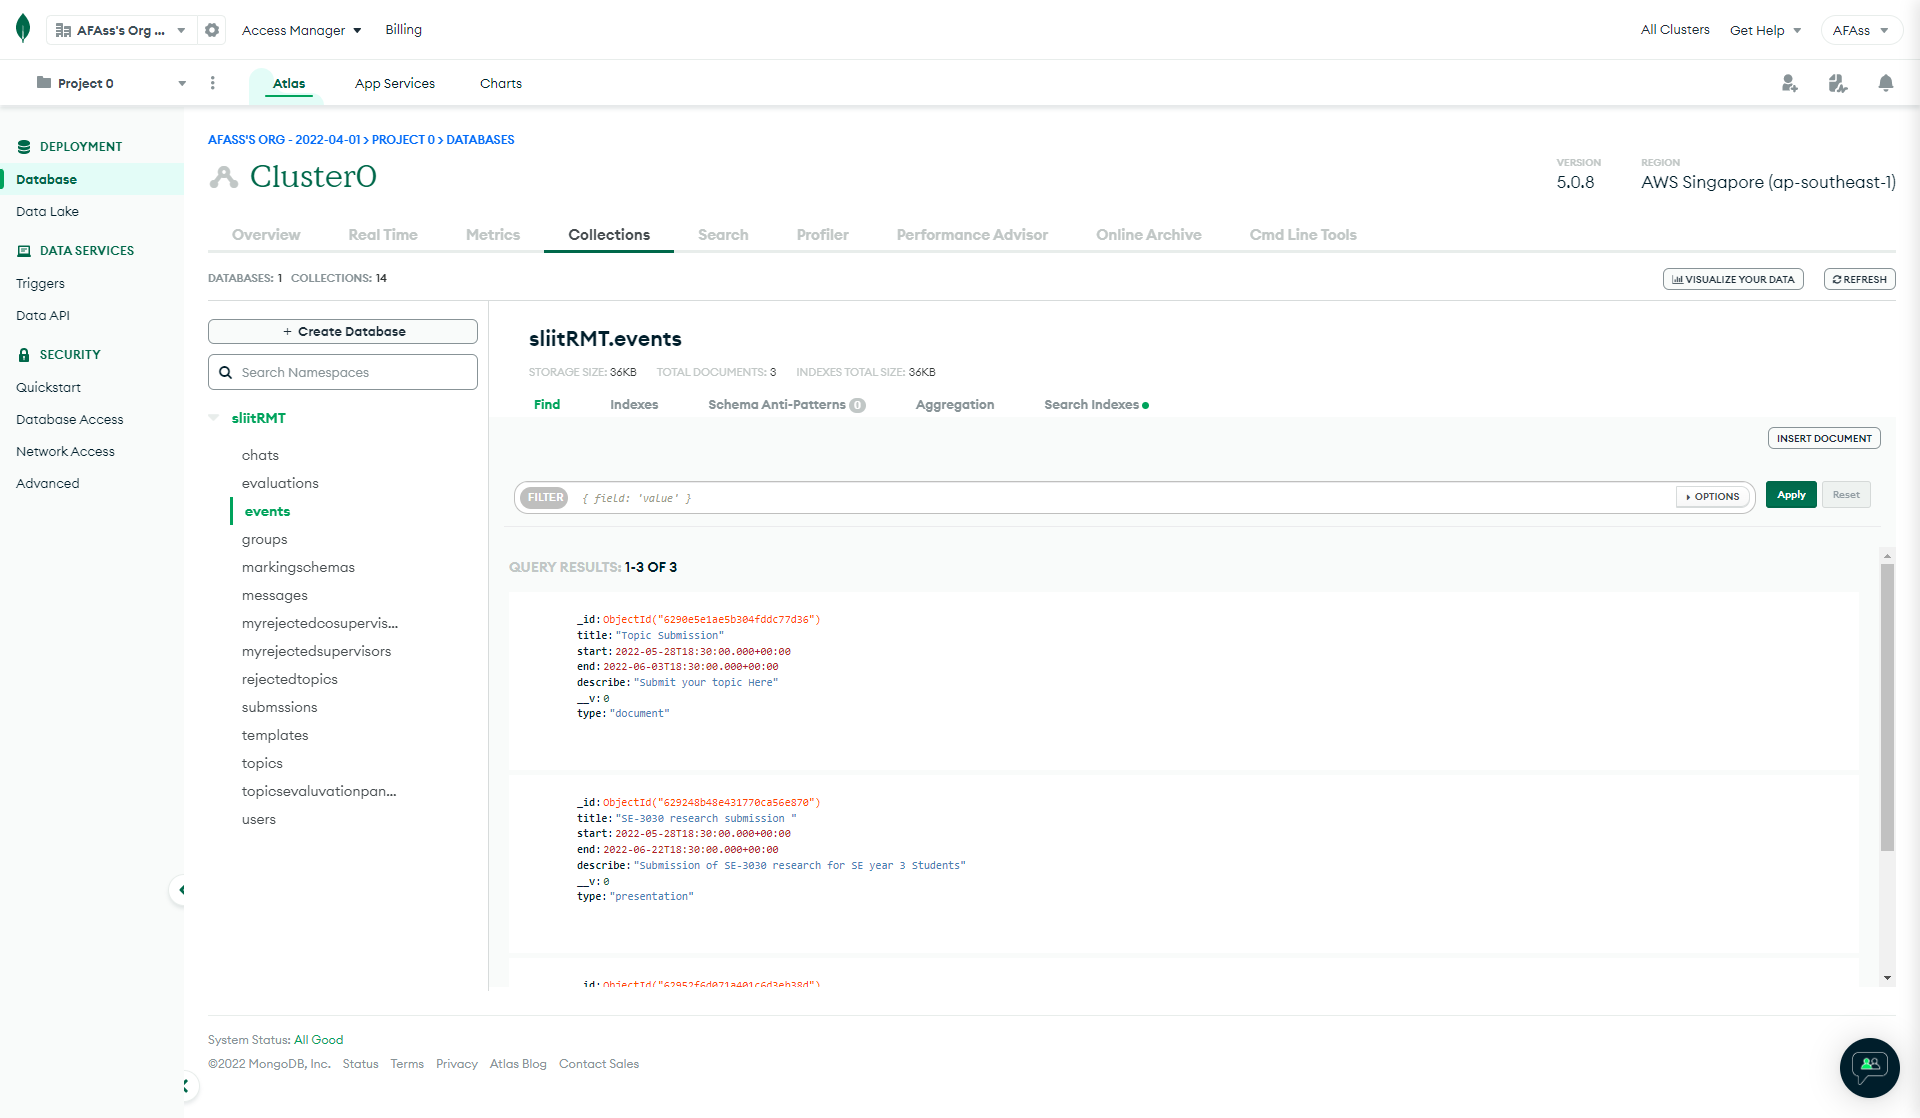 AFAss's Org ...
Access Manager
Billing
All Clusters
Get Help
AFAss
Project 0
Atlas
App Services
Charts
DEPLOYMENT
Database
Data Lake
DATA SERVICES
Triggers
Data API
SECURITY
Quickstart
Database Access
Network Access
Advanced
AFASS'S ORG - 2022-04-01 > PROJECT 0 > DATABASES
Cluster0
VERSION
5.0.8
REGION
AWS Singapore (ap-southeast-1)
Overview
Real Time
Metrics
Collections
Search
Profiler
Performance Advisor
Online Archive
Cmd Line Tools
DATABASES: 1 COLLECTIONS: 14
VISUALIZE YOUR DATA
REFRESH
+ Create Database
Search Namespaces
sliitRMT
chats
evaluations
events
groups
markingschemas
messages
myrejectedcosupervis...
myrejectedsupervisors
rejectedtopics
submssions
templates
topics
topicsevaluvationpan...
users
sliitRMT.events
STORAGE SIZE: 36KB TOTAL DOCUMENTS: 3 INDEXES TOTAL SIZE: 36KB
Find
Indexes
Schema Anti-Patterns 0
Aggregation
Search Indexes
INSERT DOCUMENT
FILTER { field: 'value' }
OPTIONS
Apply
Reset
QUERY RESULTS: 1-3 OF 3
_id: ObjectId("6290e5e1ae5b304fddc77d36")
title: "Topic Submission"
start: 2022-05-28T18:30:00.000+00:00
end: 2022-06-03T18:30:00.000+00:00
describe: "Submit your topic Here"
__v: 0
type: "document"
_id: ObjectId("629248b48e431770ca56e870")
title: "SE-3030 research submission "
start: 2022-05-28T18:30:00.000+00:00
end: 2022-06-22T18:30:00.000+00:00
describe: "Submission of SE-3030 research for SE year 3 Students"
__v: 0
type: "presentation"
_id: ObjectId("62952f6d071a401c6d3eb38d")
System Status: All Good
©2022 MongoDB, Inc. Status Terms Privacy Atlas Blog Contact Sales